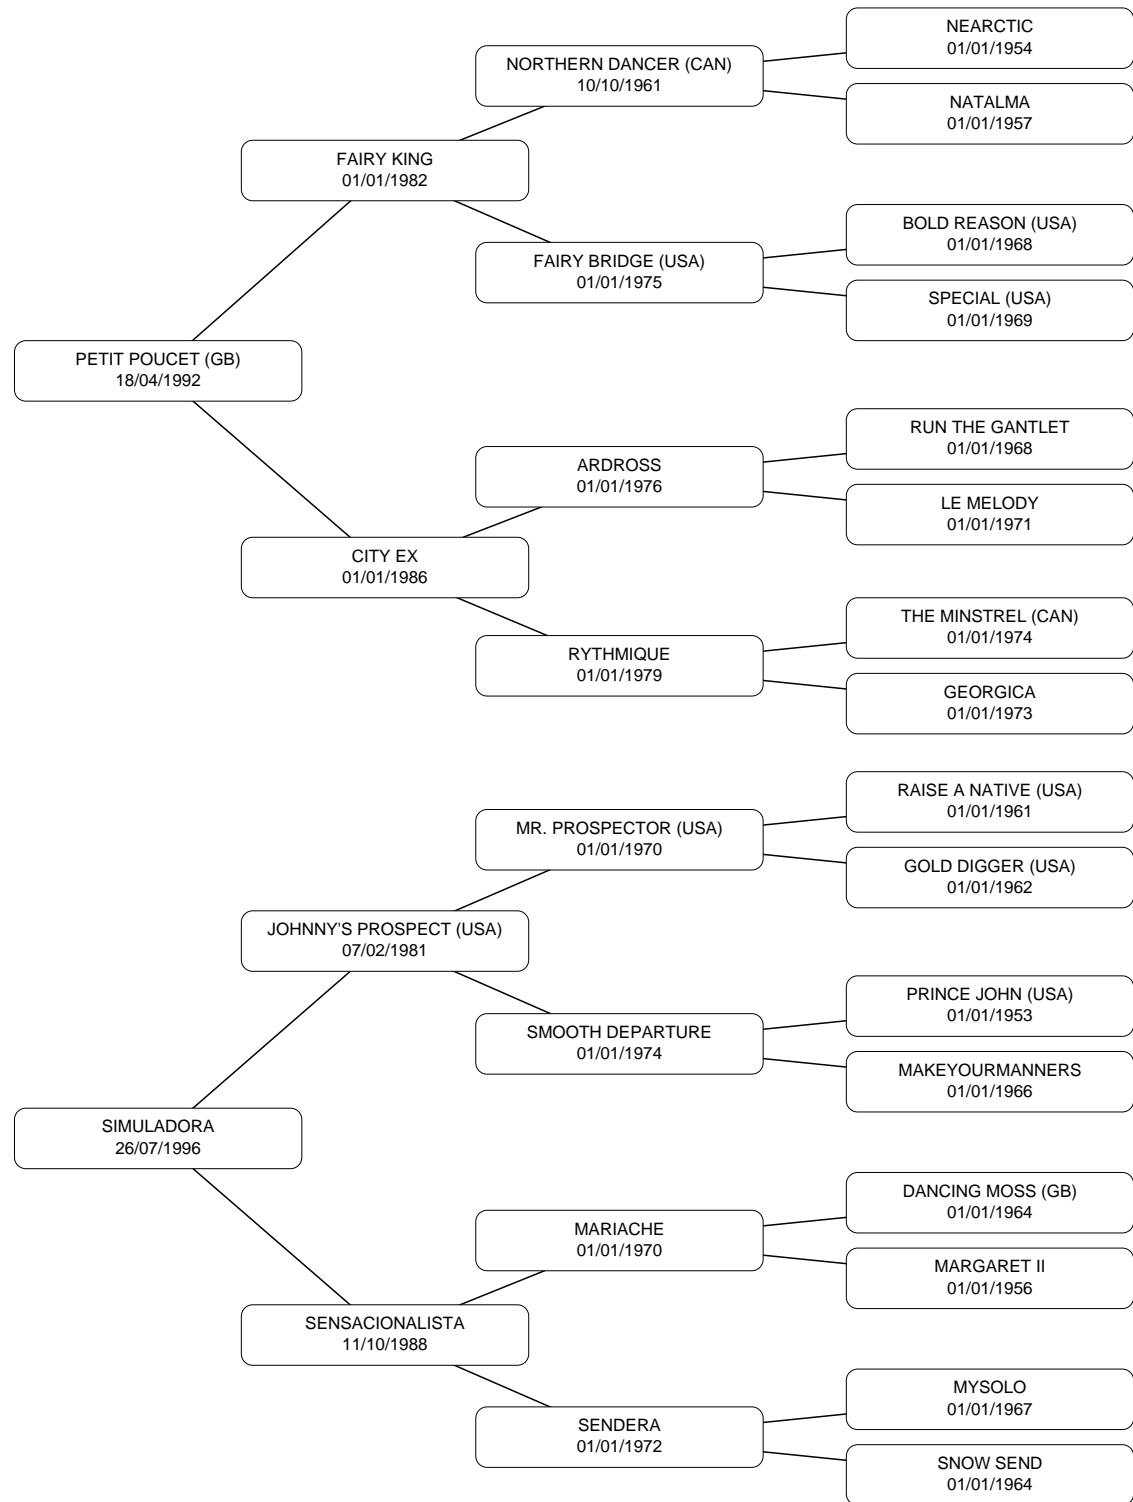 NEARCTIC
01/01/1954
NORTHERN DANCER (CAN)
10/10/1961
NATALMA
01/01/1957
FAIRY KING
01/01/1982
BOLD REASON (USA)
01/01/1968
FAIRY BRIDGE (USA)
01/01/1975
SPECIAL (USA)
01/01/1969
PETIT POUCET (GB)
18/04/1992
RUN THE GANTLET
01/01/1968
ARDROSS
01/01/1976
LE MELODY
01/01/1971
CITY EX
01/01/1986
THE MINSTREL (CAN)
01/01/1974
RYTHMIQUE
01/01/1979
GEORGICA
01/01/1973
RAISE A NATIVE (USA)
01/01/1961
MR. PROSPECTOR (USA)
01/01/1970
GOLD DIGGER (USA)
01/01/1962
JOHNNY'S PROSPECT (USA)
07/02/1981
PRINCE JOHN (USA)
01/01/1953
SMOOTH DEPARTURE
01/01/1974
MAKEYOURMANNERS
01/01/1966
SIMULADORA
26/07/1996
DANCING MOSS (GB)
01/01/1964
MARIACHE
01/01/1970
MARGARET II
01/01/1956
SENSACIONALISTA
11/10/1988
MYSOLO
01/01/1967
SENDERA
01/01/1972
SNOW SEND
01/01/1964